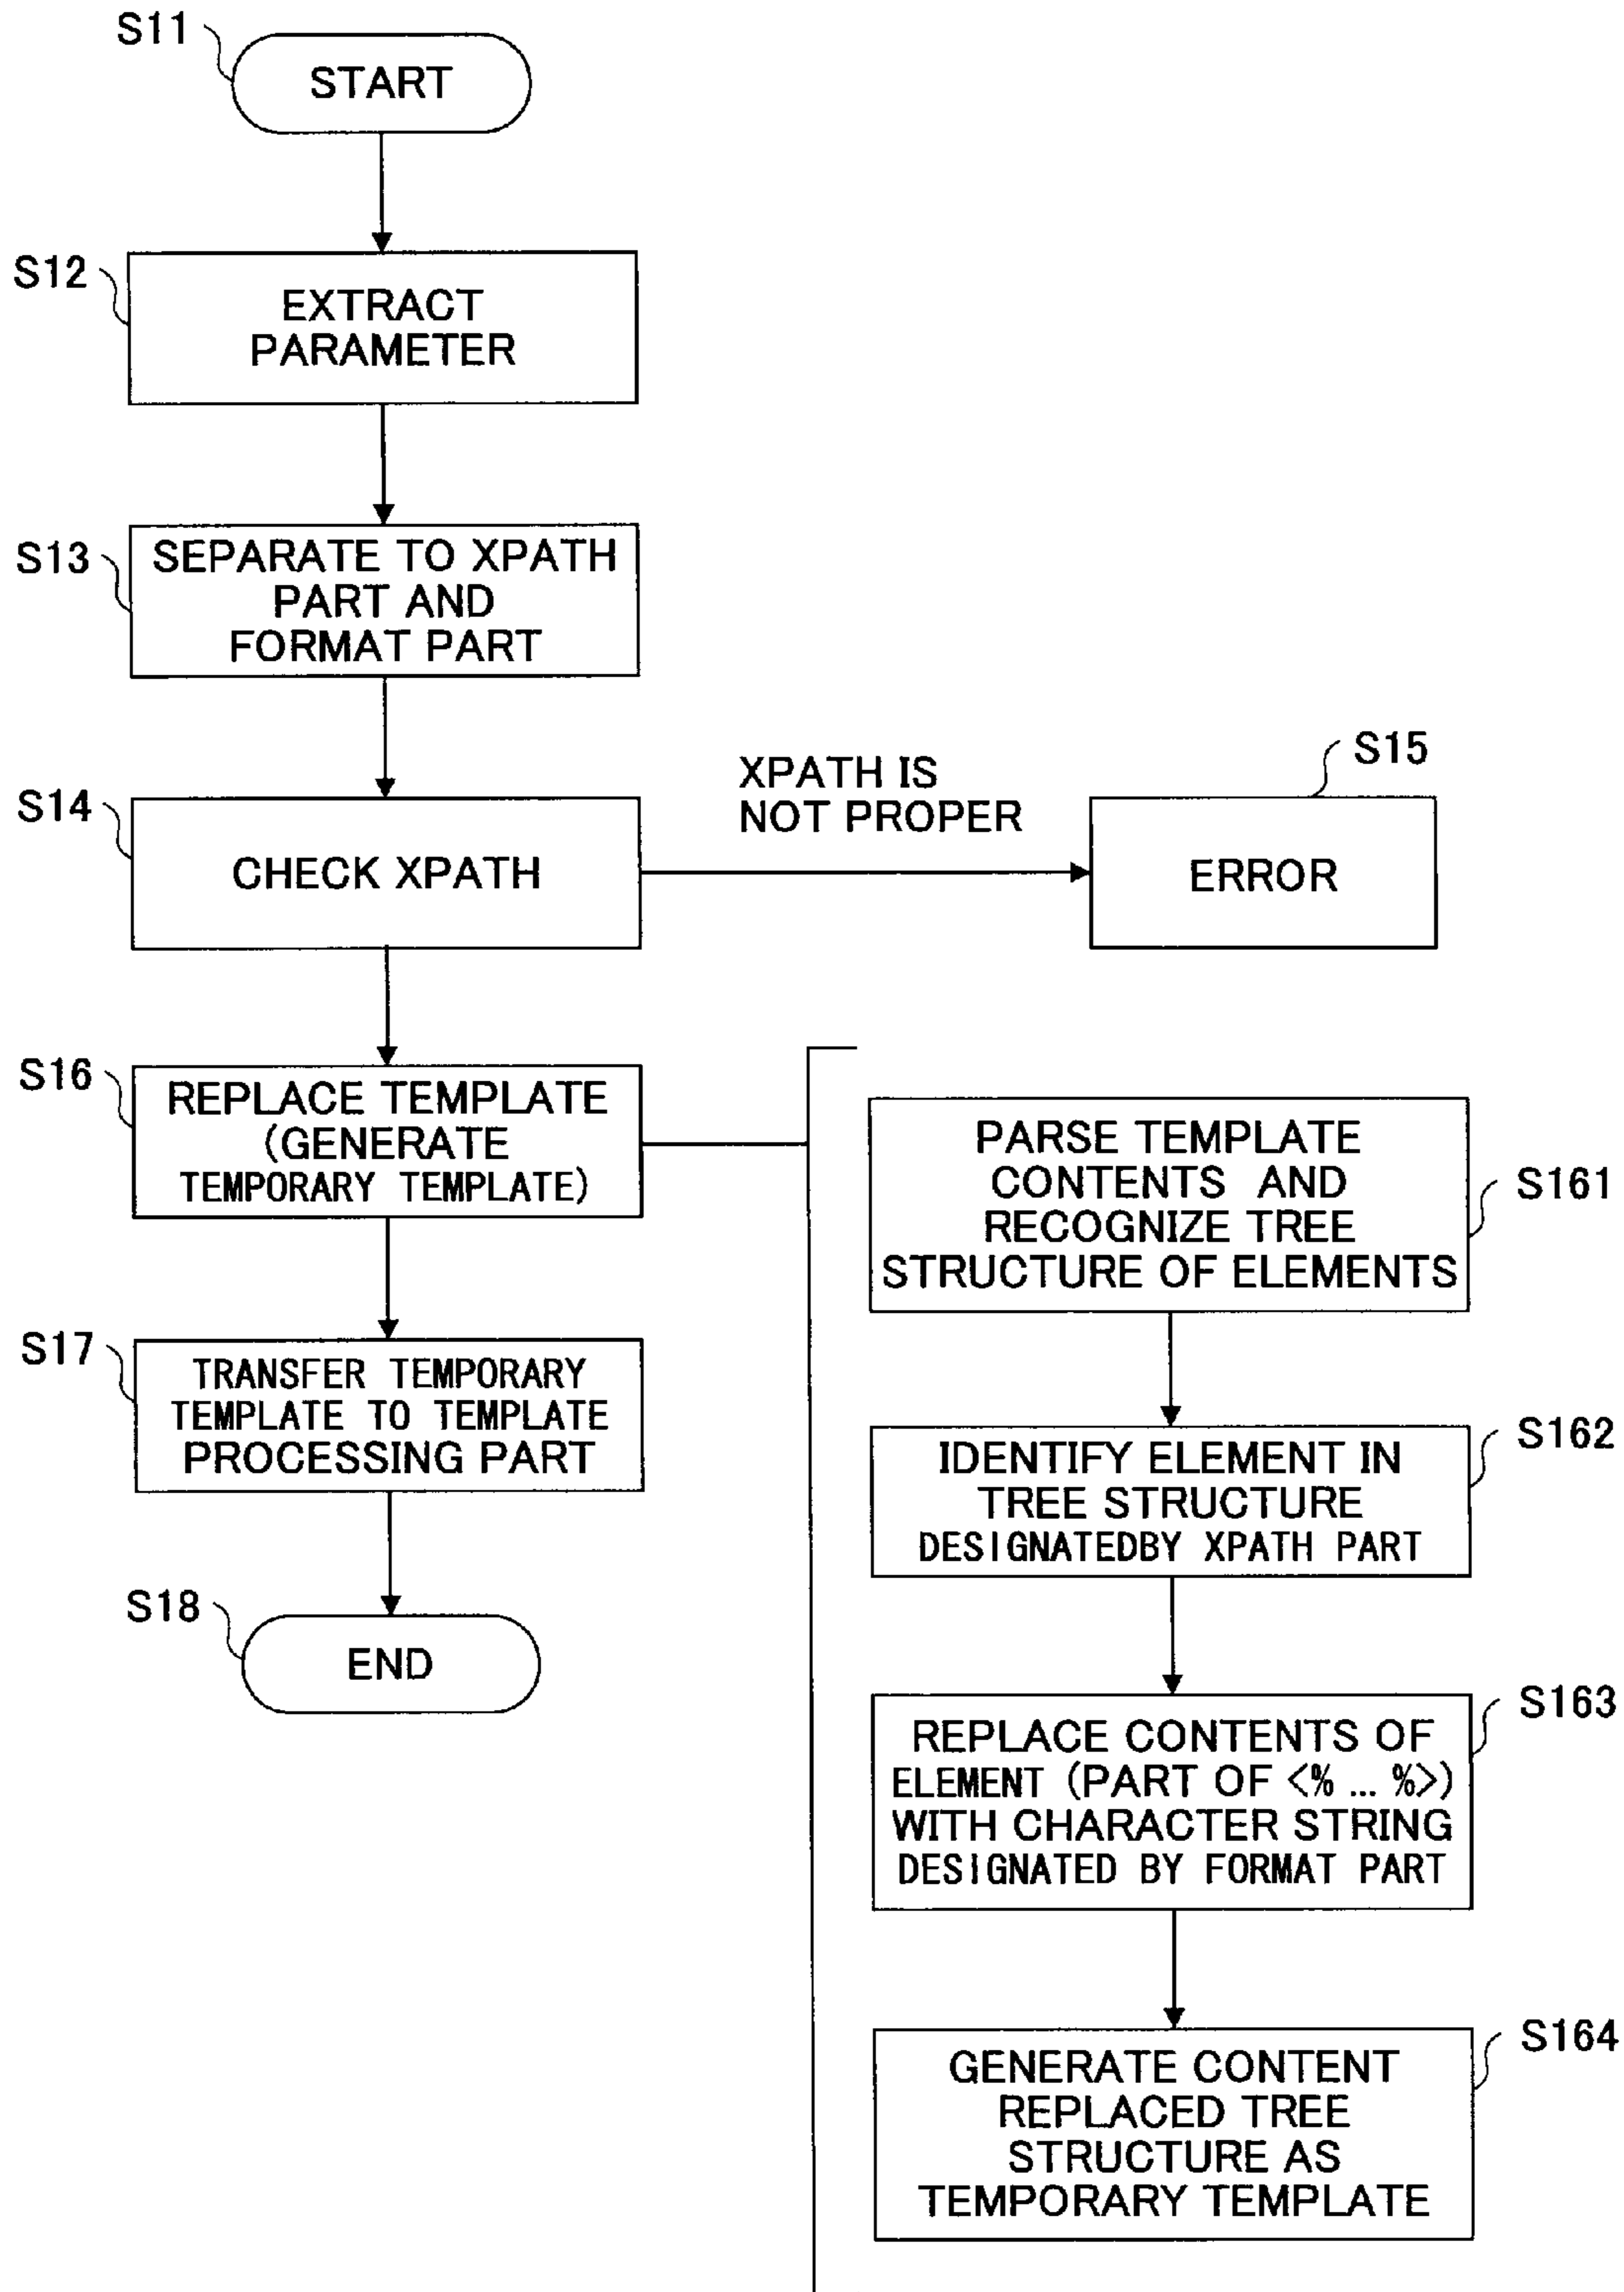 S11
START
S12
EXTRACT
PARAMETER
S13
SEPARATE TO XPATH
PART AND
FORMAT PART
S14
CHECK XPATH
XPATH IS
NOT PROPER
S15
ERROR
S16
REPLACE TEMPLATE
(GENERATE
TEMPORARY TEMPLATE)
S17
TRANSFER TEMPORARY
TEMPLATE TO TEMPLATE
PROCESSING PART
S18
END
PARSE TEMPLATE
CONTENTS AND
RECOGNIZE TREE
STRUCTURE OF ELEMENTS
S161
IDENTIFY ELEMENT IN
TREE STRUCTURE
DESIGNATEDBY XPATH PART
S162
REPLACE CONTENTS OF
ELEMENT (PART OF <% ... %>)
WITH CHARACTER STRING
DESIGNATED BY FORMAT PART
S163
GENERATE CONTENT
REPLACED TREE
STRUCTURE AS
TEMPORARY TEMPLATE
S164